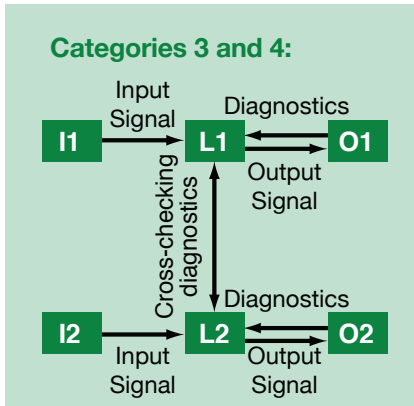 Categories 3 and 4:
Input
Signal
Diagnostics
I1
L1
O1
Output
Signal
Cross-checking
diagnostics
Diagnostics
I2
L2
O2
Input
Signal
Output
Signal